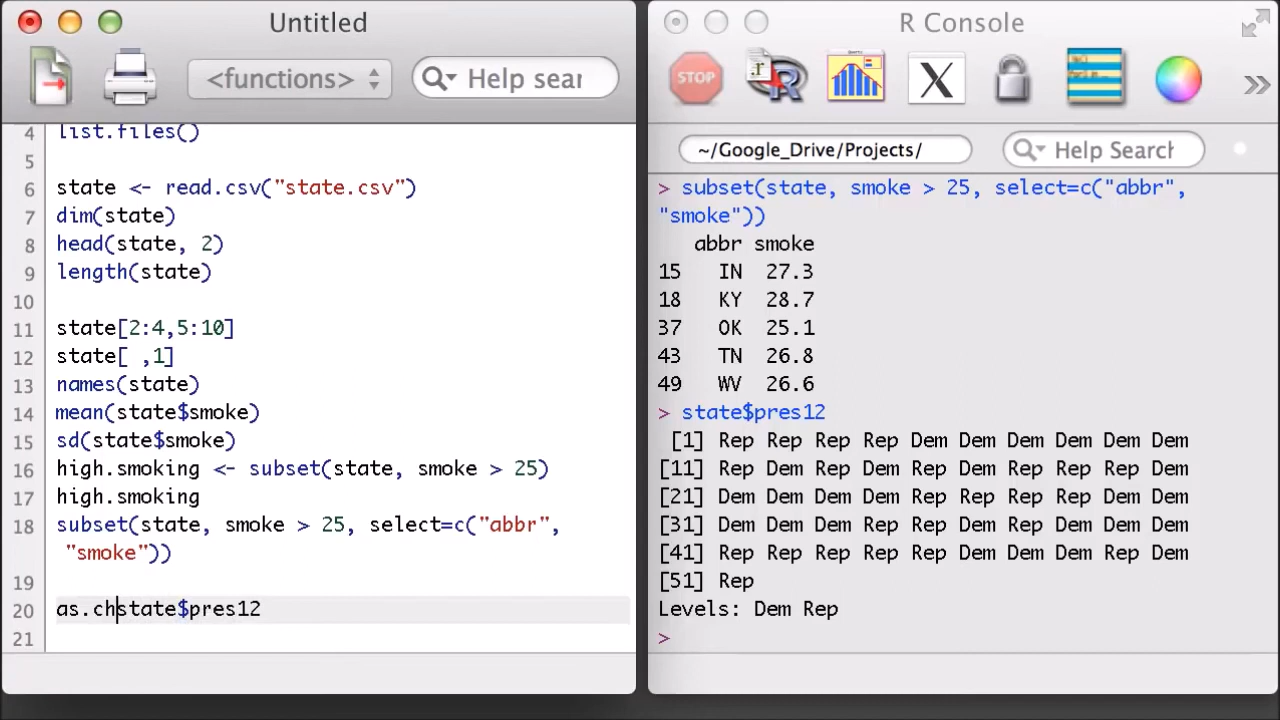 Untitled
<functions>
Help sear
4 list.files()
5
6 state <- read.csv("state.csv")
7 dim(state)
8 head(state, 2)
9 length(state)
10
11 state[2:4,5:10]
12 state[ ,1]
13 names(state)
14 mean(state$smoke)
15 sd(state$smoke)
16 high.smoking <- subset(state, smoke > 25)
17 high.smoking
18 subset(state, smoke > 25, select=c("abbr",
"smoke"))
19
20 as.chstate$pres12
21
R Console
STOP
R
X
»
~/Google_Drive/Projects/
Help Search
> subset(state, smoke > 25, select=c("abbr",
"smoke"))
abbr smoke
15 IN 27.3
18 KY 28.7
37 OK 25.1
43 TN 26.8
49 WV 26.6
> state$pres12
[1] Rep Rep Rep Rep Dem Dem Dem Dem Dem Dem
[11] Rep Dem Rep Dem Rep Dem Rep Rep Rep Dem
[21] Dem Dem Dem Dem Rep Rep Rep Rep Dem Dem
[31] Dem Dem Dem Rep Rep Dem Rep Dem Rep Dem
[41] Rep Rep Rep Rep Rep Dem Dem Dem Rep Dem
[51] Rep
Levels: Dem Rep
>